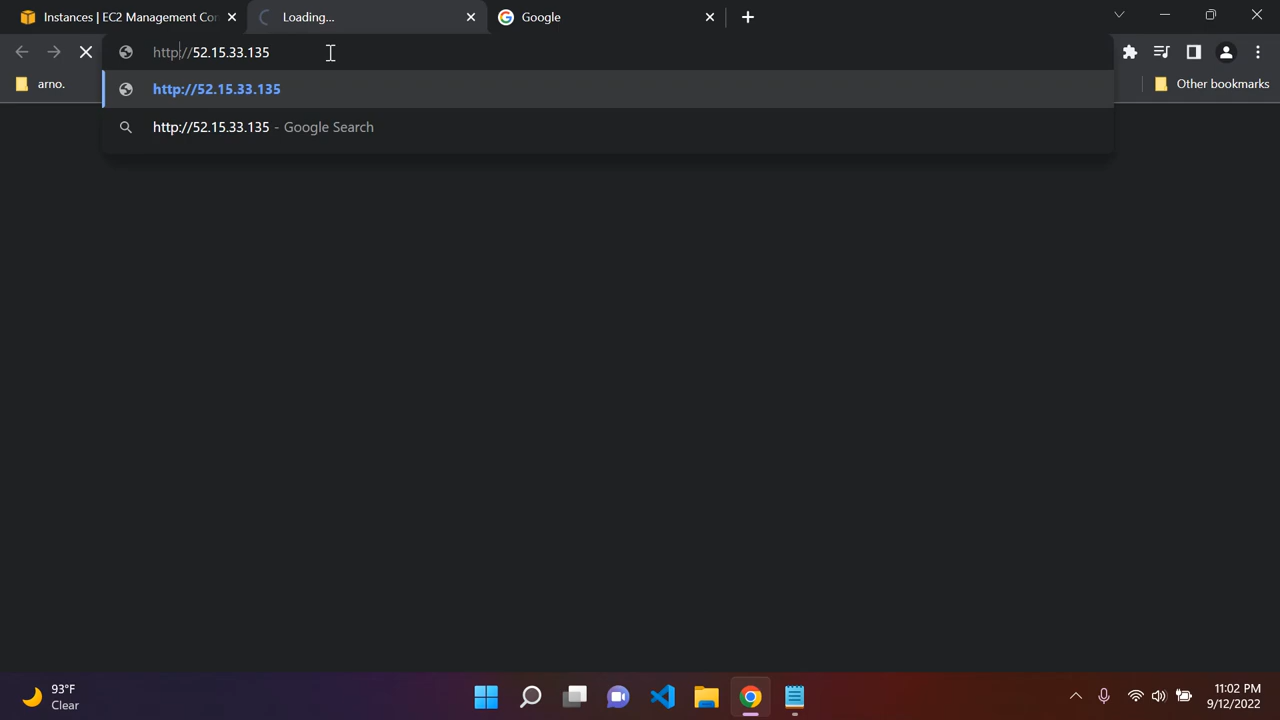 Instances | EC2 Management Con
Loading...
Google
http://52.15.33.135
arno.
Other bookmarks
http://52.15.33.135
http://52.15.33.135 - Google Search
93°F
Clear
11:02 PM
9/12/2022